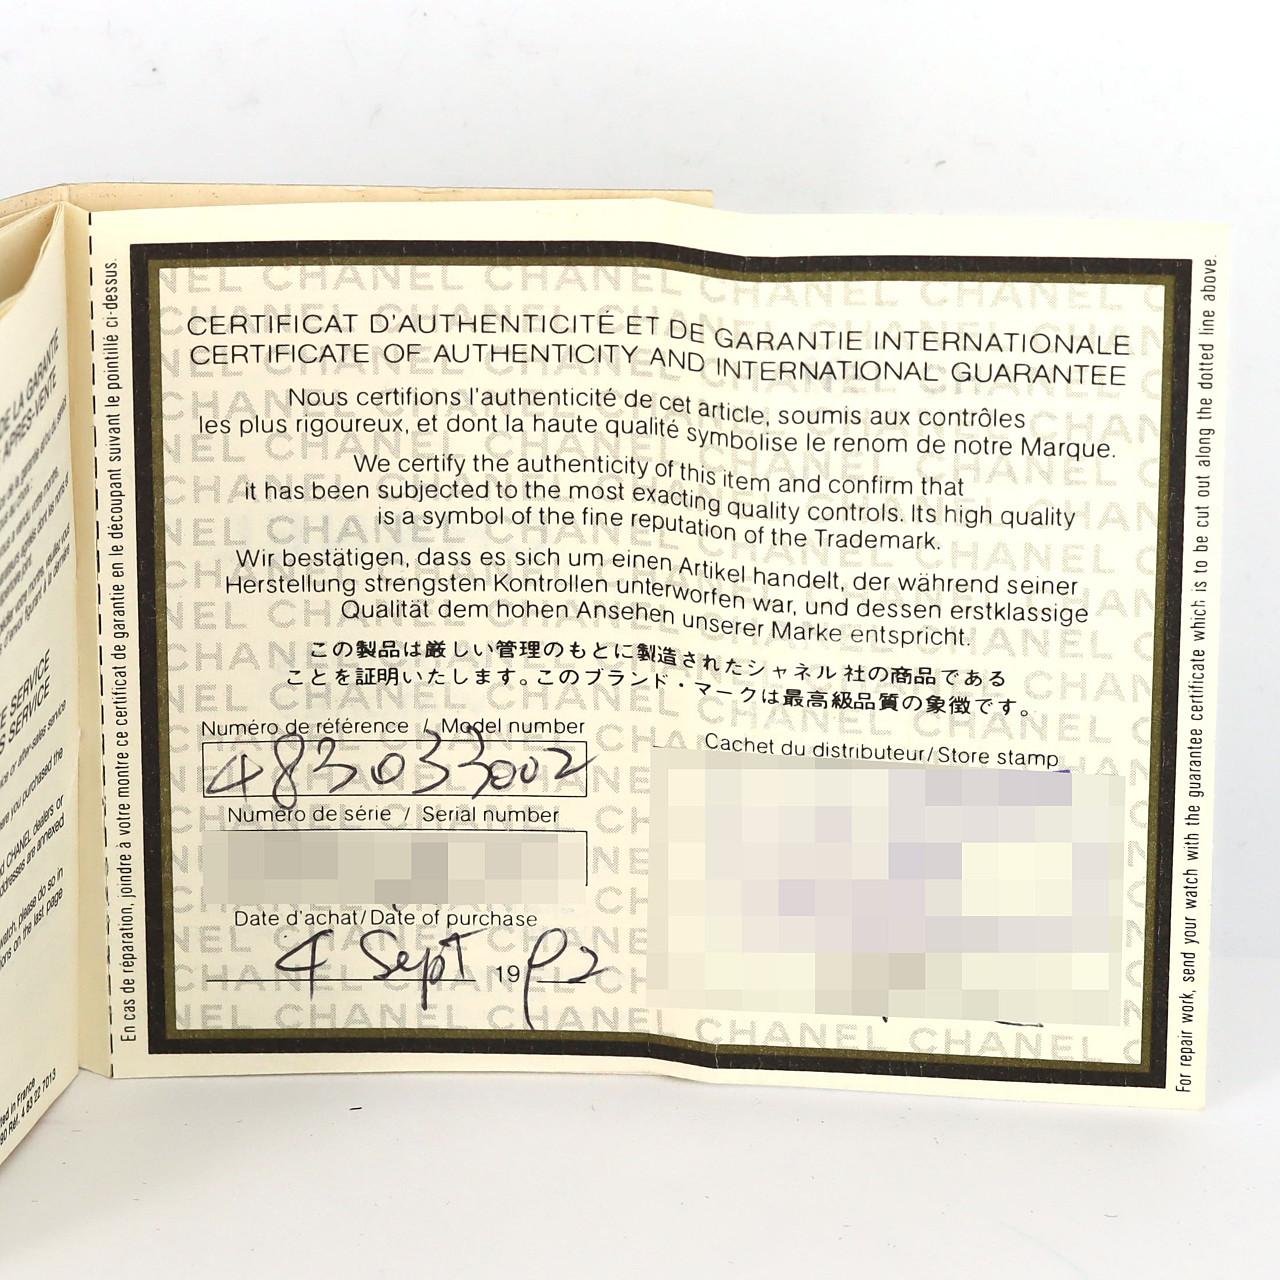 DE LA GARANTIE
APRÈS-VENTE
SERVICE
SERVICE
En cas de réparation, joindre à votre montre ce certificat de garantie en le découpant suivant le pointillé ci-dessus.
CERTIFICAT D'AUTHENTICITÉ ET DE GARANTIE INTERNATIONALE
CERTIFICATE OF AUTHENTICITY AND INTERNATIONAL GUARANTEE
Nous certifions l'authenticité de cet article, soumis aux contrôles
les plus rigoureux, et dont la haute qualité symbolise le renom de notre Marque.
We certify the authenticity of this item and confirm that
it has been subjected to the most exacting quality controls. Its high quality
is a symbol of the fine reputation of the Trademark.
Wir bestätigen, dass es sich um einen Artikel handelt, der während seiner
Herstellung strengsten Kontrollen unterworfen war, und dessen erstklassige
Qualität dem hohen Ansehen unserer Marke entspricht.
この製品は厳しい管理のもとに製造されたシャネル社の商品である
ことを証明いたします。このブランド・マークは最高級品質の象徴です。
Numéro de référence / Model number
483033002
Numéro de série / Serial number
Date d'achat/Date of purchase
4 Sept 1992
Cachet du distributeur/Store stamp
For repair work, send your watch with the guarantee certificate which is to be cut out along the dotted line above.